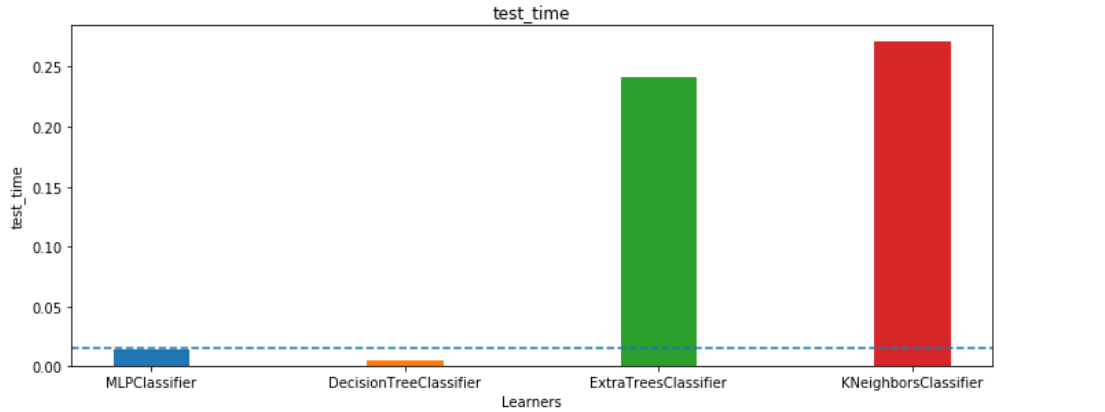 test_time
test_time
0.25
0.20
0.15
0.10
0.05
0.00
MLPClassifier
DecisionTreeClassifier
ExtraTreesClassifier
KNeighborsClassifier
Learners